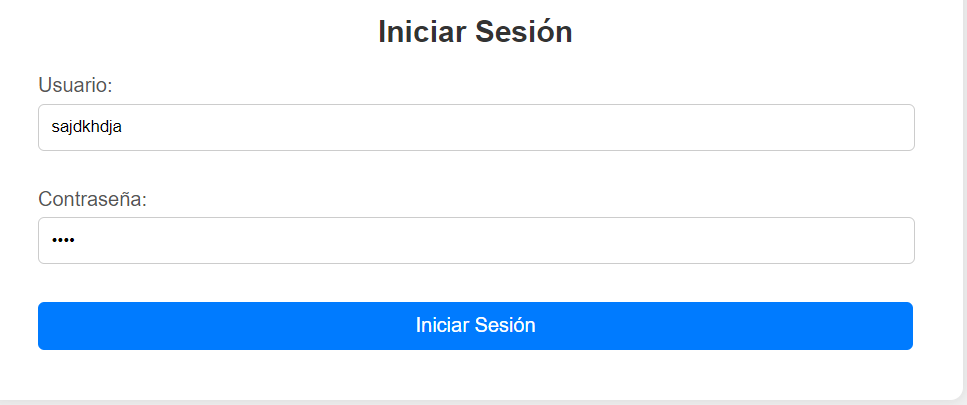 Iniciar Sesión
Usuario:
sajdkhdja
Contraseña:
••••
Iniciar Sesión